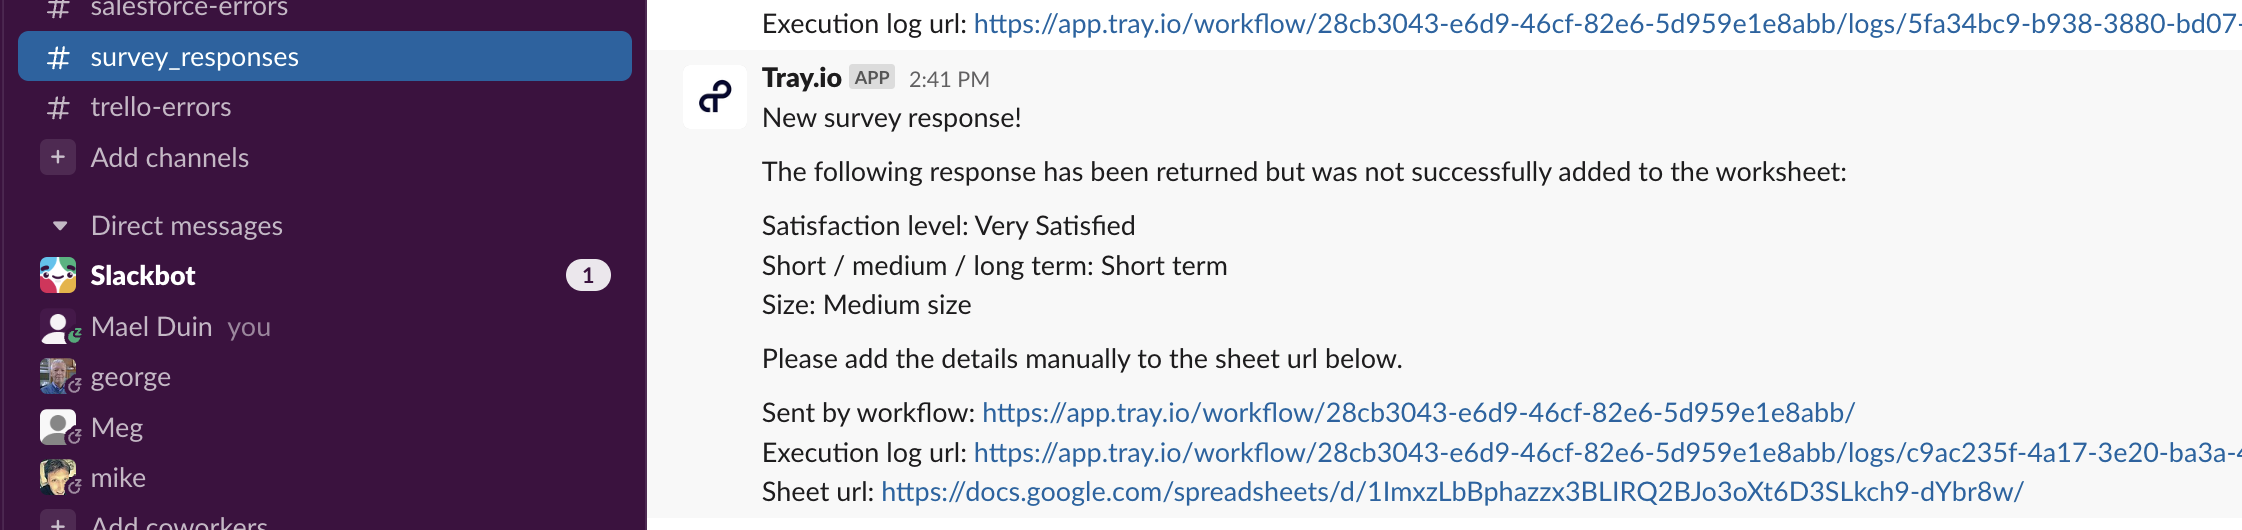 # salesforce-errors
# survey_responses
# trello-errors
+ Add channels
Direct messages
Slackbot 1
Mael Duin you
george
Meg
mike
+ Add coworkers
Execution log url: https://app.tray.io/workflow/28cb3043-e6d9-46cf-82e6-5d959e1e8abb/logs/5fa34bc9-b938-3880-bd07-
Tray.io APP 2:41 PM
New survey response!
The following response has been returned but was not successfully added to the worksheet:
Satisfaction level: Very Satisfied
Short / medium / long term: Short term
Size: Medium size
Please add the details manually to the sheet url below.
Sent by workflow: https://app.tray.io/workflow/28cb3043-e6d9-46cf-82e6-5d959e1e8abb/
Execution log url: https://app.tray.io/workflow/28cb3043-e6d9-46cf-82e6-5d959e1e8abb/logs/c9ac235f-4a17-3e20-ba3a-4
Sheet url: https://docs.google.com/spreadsheets/d/1ImxzLbBphazzx3BLIRQ2BJo3oXt6D3SLkch9-dYbr8w/